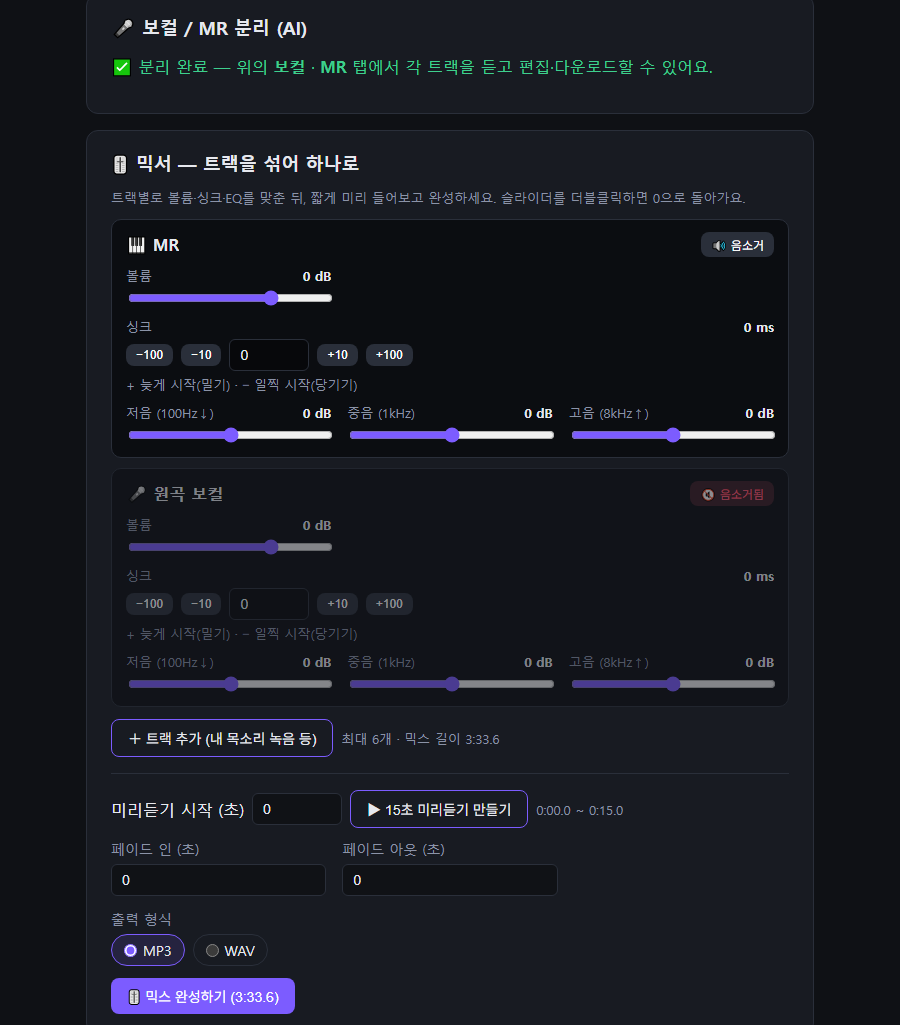 보컬 / MR 분리 (AI)
분리 완료 — 위의 보컬 · MR 탭에서 각 트랙을 듣고 편집·다운로드할 수 있어요.
믹서 — 트랙을 섞어 하나로
트랙별로 볼륨·싱크·EQ를 맞춘 뒤, 짧게 미리 들어보고 완성하세요. 슬라이더를 더블클릭하면 0으로 돌아가요.
MR 음소거
볼륨 0 dB
싱크 0 ms
−100 −10 0 +10 +100
+ 늦게 시작(밀기) · − 일찍 시작(당기기)
저음 (100Hz↓) 0 dB 중음 (1kHz) 0 dB 고음 (8kHz↑) 0 dB
원곡 보컬 음소거됨
볼륨 0 dB
싱크 0 ms
−100 −10 0 +10 +100
+ 늦게 시작(밀기) · − 일찍 시작(당기기)
저음 (100Hz↓) 0 dB 중음 (1kHz) 0 dB 고음 (8kHz↑) 0 dB
＋ 트랙 추가 (내 목소리 녹음 등) 최대 6개 · 믹스 길이 3:33.6
미리듣기 시작 (초) 0 ▶ 15초 미리듣기 만들기 0:00.0 ~ 0:15.0
페이드 인 (초) 페이드 아웃 (초)
0 0
출력 형식
MP3 WAV
믹스 완성하기 (3:33.6)